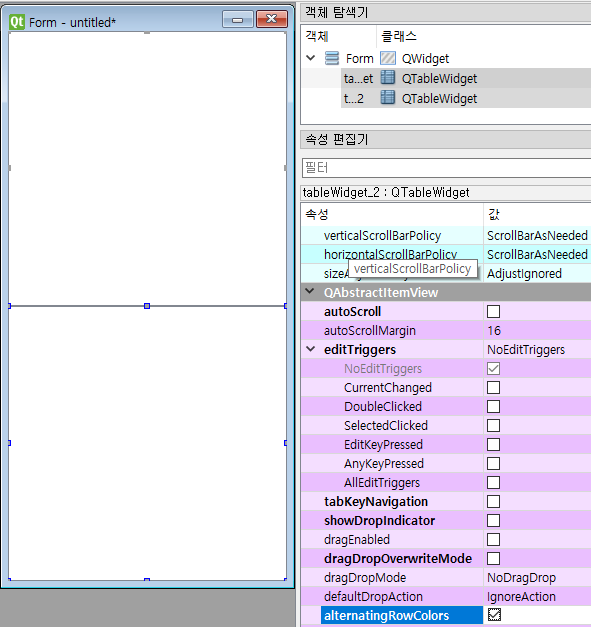 Qt Form - untitled*
객체 탐색기
객체 클래스
Form QWidget
ta...et QTableWidget
t...2 QTableWidget
속성 편집기
필터
tableWidget_2 : QTableWidget
속성 값
verticalScrollBarPolicy ScrollBarAsNeeded
horizontalScrollBarPolicy ScrollBarAsNeeded
verticalScrollBarPolicy
AdjustIgnored
QAbstractItemView
autoScroll
autoScrollMargin 16
editTriggers NoEditTriggers
NoEditTriggers
CurrentChanged
DoubleClicked
SelectedClicked
EditKeyPressed
AnyKeyPressed
AllEditTriggers
tabKeyNavigation
showDropIndicator
dragEnabled
dragDropOverwriteMode
dragDropMode NoDragDrop
defaultDropAction IgnoreAction
alternatingRowColors